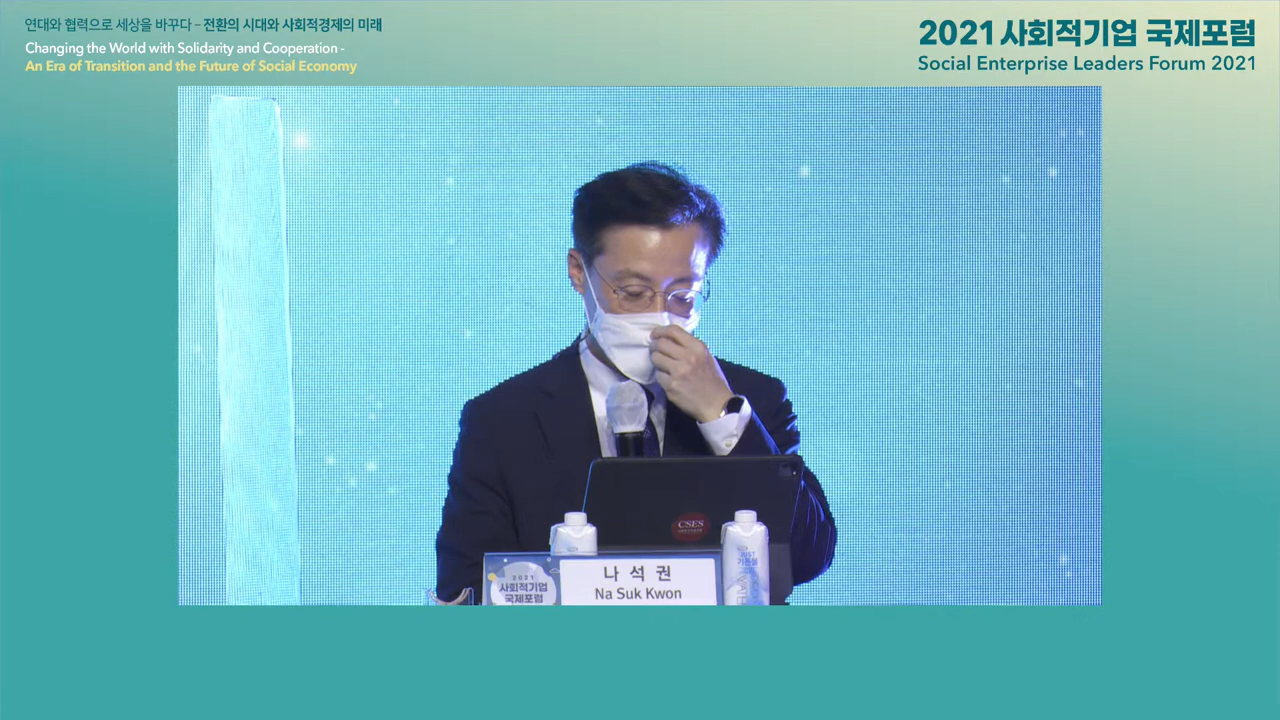 연대와 협력으로 세상을 바꾸다 - 전환의 시대와 사회적경제의 미래
Changing the World with Solidarity and Cooperation -
An Era of Transition and the Future of Social Economy
2021 사회적기업 국제포럼
Social Enterprise Leaders Forum 2021
CSES
JUST
2021
사회적기업
국제포럼
나 석 권
Na Suk Kwon